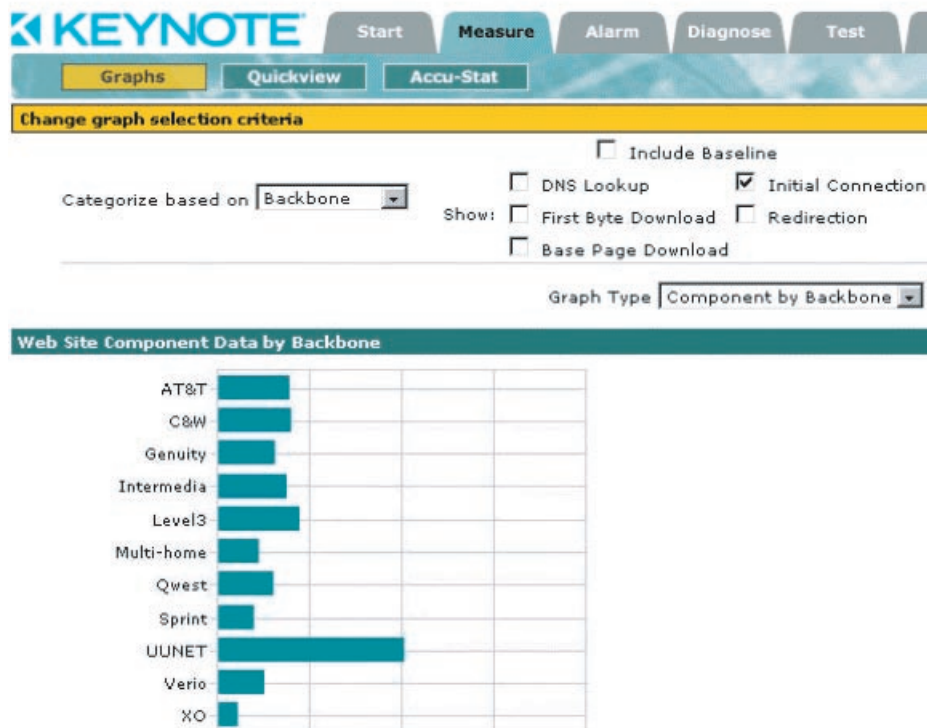 KEYNOTE
Start Measure Alarm Diagnose Test
Graphs Quickview Accu-Stat
Change graph selection criteria
Include Baseline
Categorize based on Backbone
Show:
DNS Lookup Initial Connection
First Byte Download Redirection
Base Page Download
Graph Type Component by Backbone
Web Site Component Data by Backbone
AT&T
C&W
Genuity
Intermedia
Level3
Multi-home
Qwest
Sprint
UUNET
Verio
XO